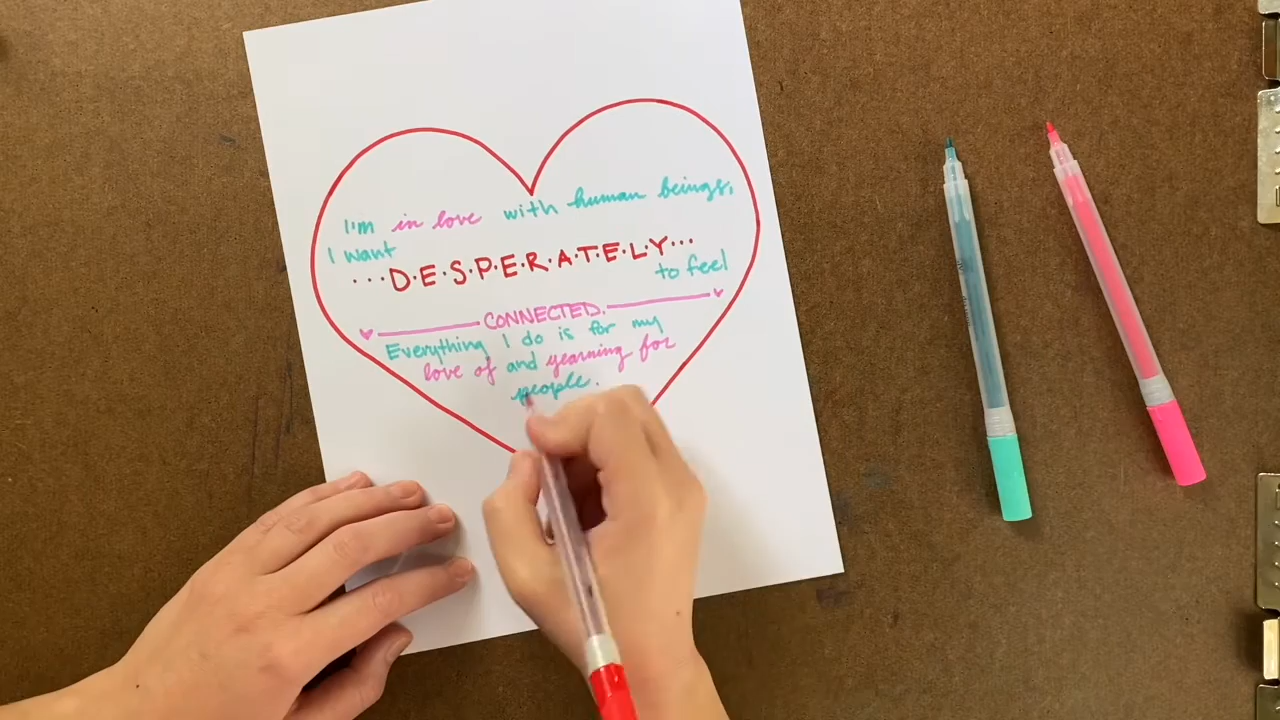 I'm in love with human beings,
I want
...D·E·S·P·E·R·A·T·E·L·Y...
to feel
CONNECTED.
Everything I do is for my
love of and yearning for
people.